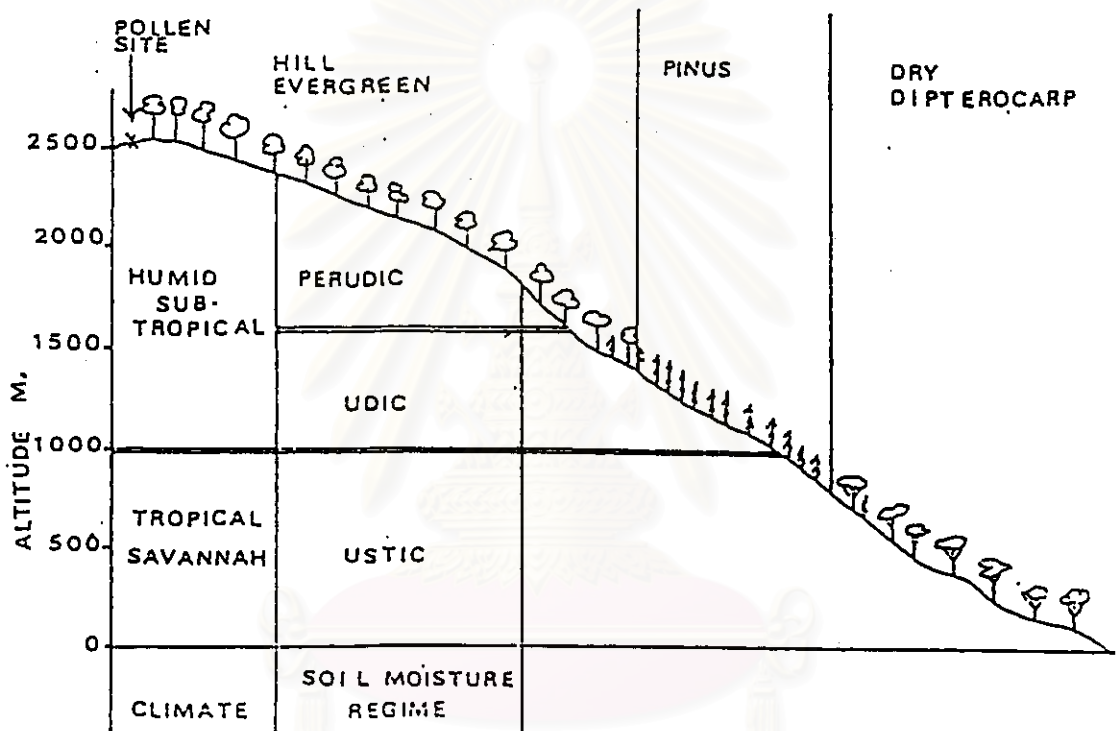 POLLEN
SITE
HILL
EVERGREEN
PINUS
DRY
DIPTEROCARP
ALTITUDE M.
2500
2000
1500
1000
500
0
HUMID
SUB-
TROPICAL
PERUDIC
UDIC
TROPICAL
SAVANNAH
USTIC
CLIMATE
SOIL MOISTURE
REGIME